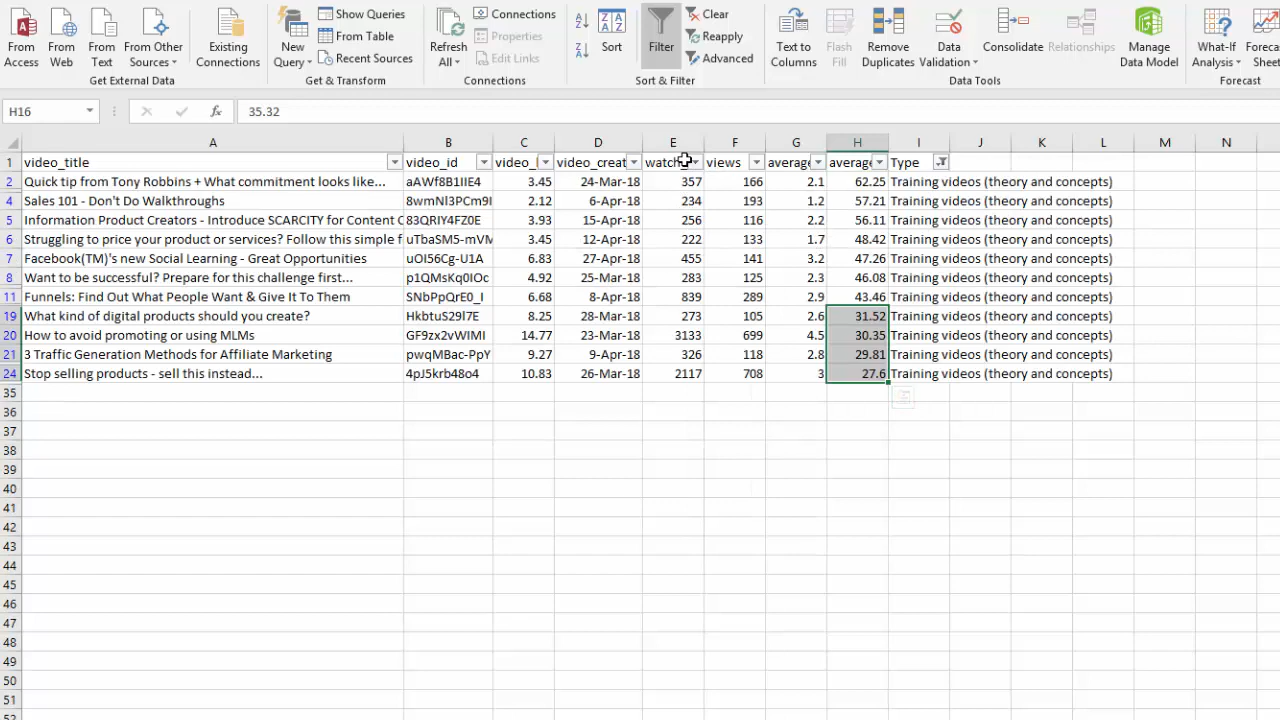 From Access
From Web
From Text
From Other Sources
Existing Connections
New Query
Show Queries
From Table
Recent Sources
Refresh All
Connections
Properties
Edit Links
Sort
Filter
Clear
Reapply
Advanced
Text to Columns
Flash Fill
Remove Duplicates
Data Validation
Consolidate
Relationships
Manage Data Model
What-If Analysis
Get External Data
Get & Transform
Connections
Sort & Filter
Data Tools
Forecast
H16 fx 35.32
A B C D E F G H I J K L M N
1 video_title video_id video_l video_creat watch_ views average average Type
2 Quick tip from Tony Robbins + What commitment looks like... aAWf8B1IIE4 3.45 24-Mar-18 357 166 2.1 62.25 Training videos (theory and concepts)
4 Sales 101 - Don't Do Walkthroughs 8wmNl3PCm9I 2.12 6-Apr-18 234 193 1.2 57.21 Training videos (theory and concepts)
5 Information Product Creators - Introduce SCARCITY for Content C 83QRIY4FZ0E 3.93 15-Apr-18 256 116 2.2 56.11 Training videos (theory and concepts)
6 Struggling to price your product or services? Follow this simple f uTbaSM5-mVM 3.45 12-Apr-18 222 133 1.7 48.42 Training videos (theory and concepts)
7 Facebook(TM)'s new Social Learning - Great Opportunities uOI56Cg-U1A 6.83 27-Apr-18 455 141 3.2 47.26 Training videos (theory and concepts)
8 Want to be successful? Prepare for this challenge first... p1QMsKq0IOc 4.92 25-Mar-18 283 125 2.3 46.08 Training videos (theory and concepts)
11 Funnels: Find Out What People Want & Give It To Them SNbPpQrE0_I 6.68 8-Apr-18 839 289 2.9 43.46 Training videos (theory and concepts)
19 What kind of digital products should you create? HkbtuS29I7E 8.25 28-Mar-18 273 105 2.6 31.52 Training videos (theory and concepts)
20 How to avoid promoting or using MLMs GF9zx2vWIMI 14.77 23-Mar-18 3133 699 4.5 30.35 Training videos (theory and concepts)
21 3 Traffic Generation Methods for Affiliate Marketing pwqMBac-PpY 9.27 9-Apr-18 326 118 2.8 29.81 Training videos (theory and concepts)
24 Stop selling products - sell this instead... 4pJ5krb48o4 10.83 26-Mar-18 2117 708 3 27.6 Training videos (theory and concepts)
35
36
37
38
39
40
41
42
43
44
45
46
47
48
49
50
51
52